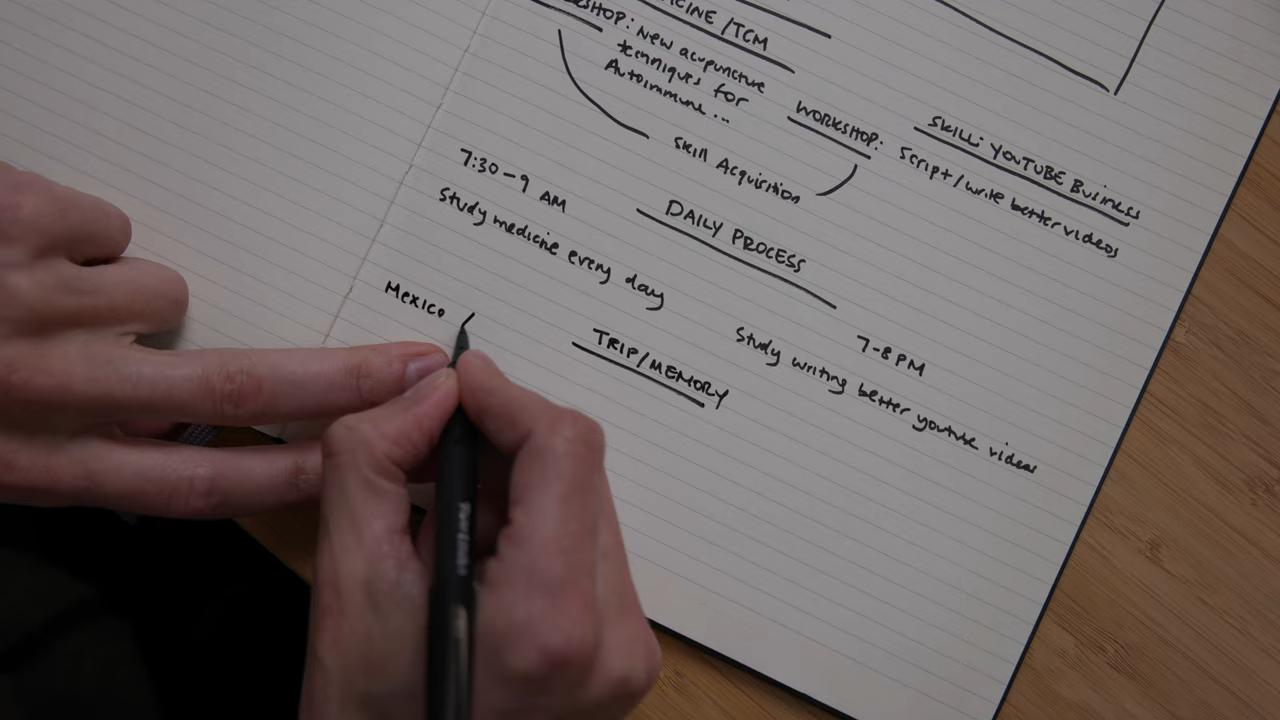 /TCM
WORKSHOP:
New acupuncture
techniques for
Autoimmune ...
SKILL: YOUTUBE Business
WORKSHOP:
Script/write better videos
Skill Acquisition
7:30-9 AM
Study medicine every day
DAILY PROCESS
7-8 PM
Study writing better youtube videos
Mexico
TRIP/MEMORY